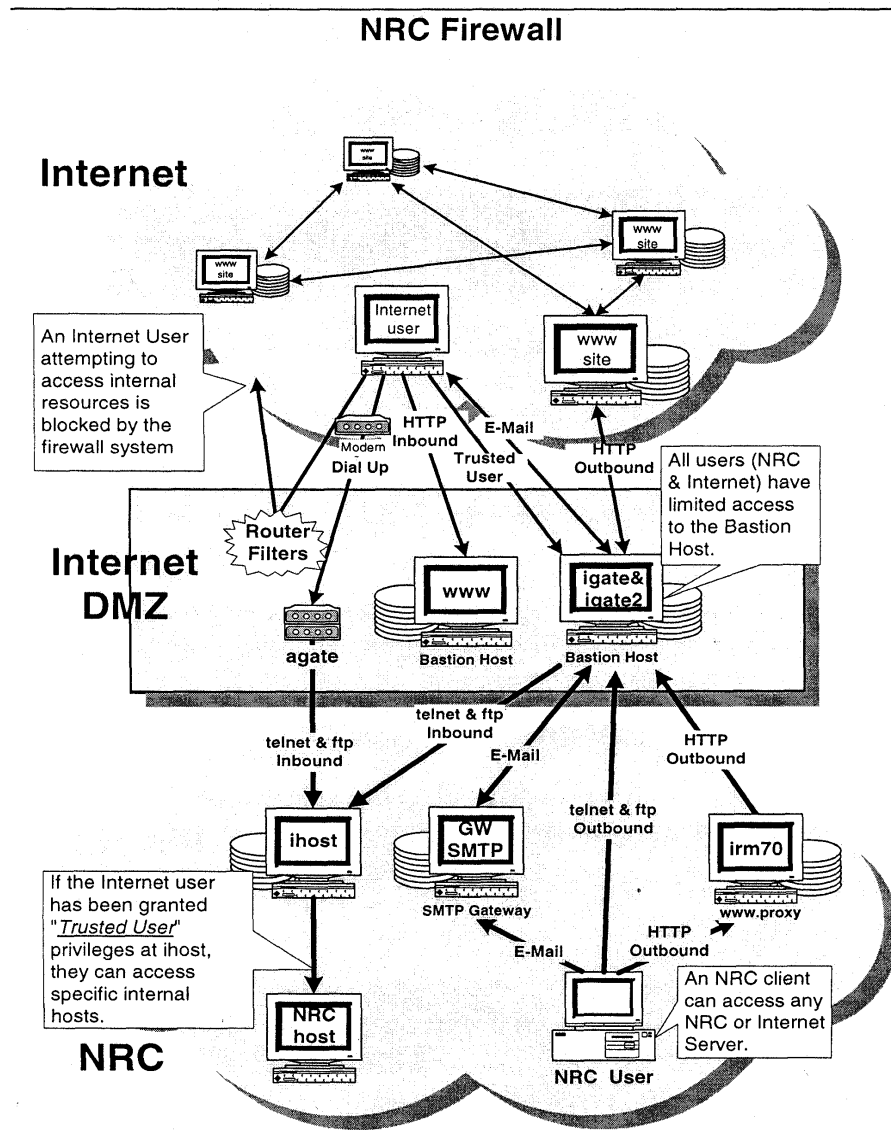 NRC Firewall
Internet
www
site
www
site
www
site
Internet
user
www
site
An Internet User
attempting to
access internal
resources is
blocked by the
firewall system
Modem
Dial Up
HTTP
Inbound
E-Mail
Trusted
User
HTTP
Outbound
All users (NRC
& Internet) have
limited access
to the Bastion
Host.
Router
Filters
Internet
DMZ
www
igate&
igate2
agate
Bastion Host
Bastion Host
telnet & ftp
Inbound
telnet & ftp
Inbound
E-Mail
HTTP
Outbound
telnet & ftp
Outbound
ihost
GW
SMTP
irm70
SMTP Gateway
www.proxy
If the Internet user
has been granted
"Trusted User"
privileges at ihost,
they can access
specific internal
hosts.
E-Mail
HTTP
Outbound
An NRC client
can access any
NRC or Internet
Server.
NRC
host
NRC
NRC User